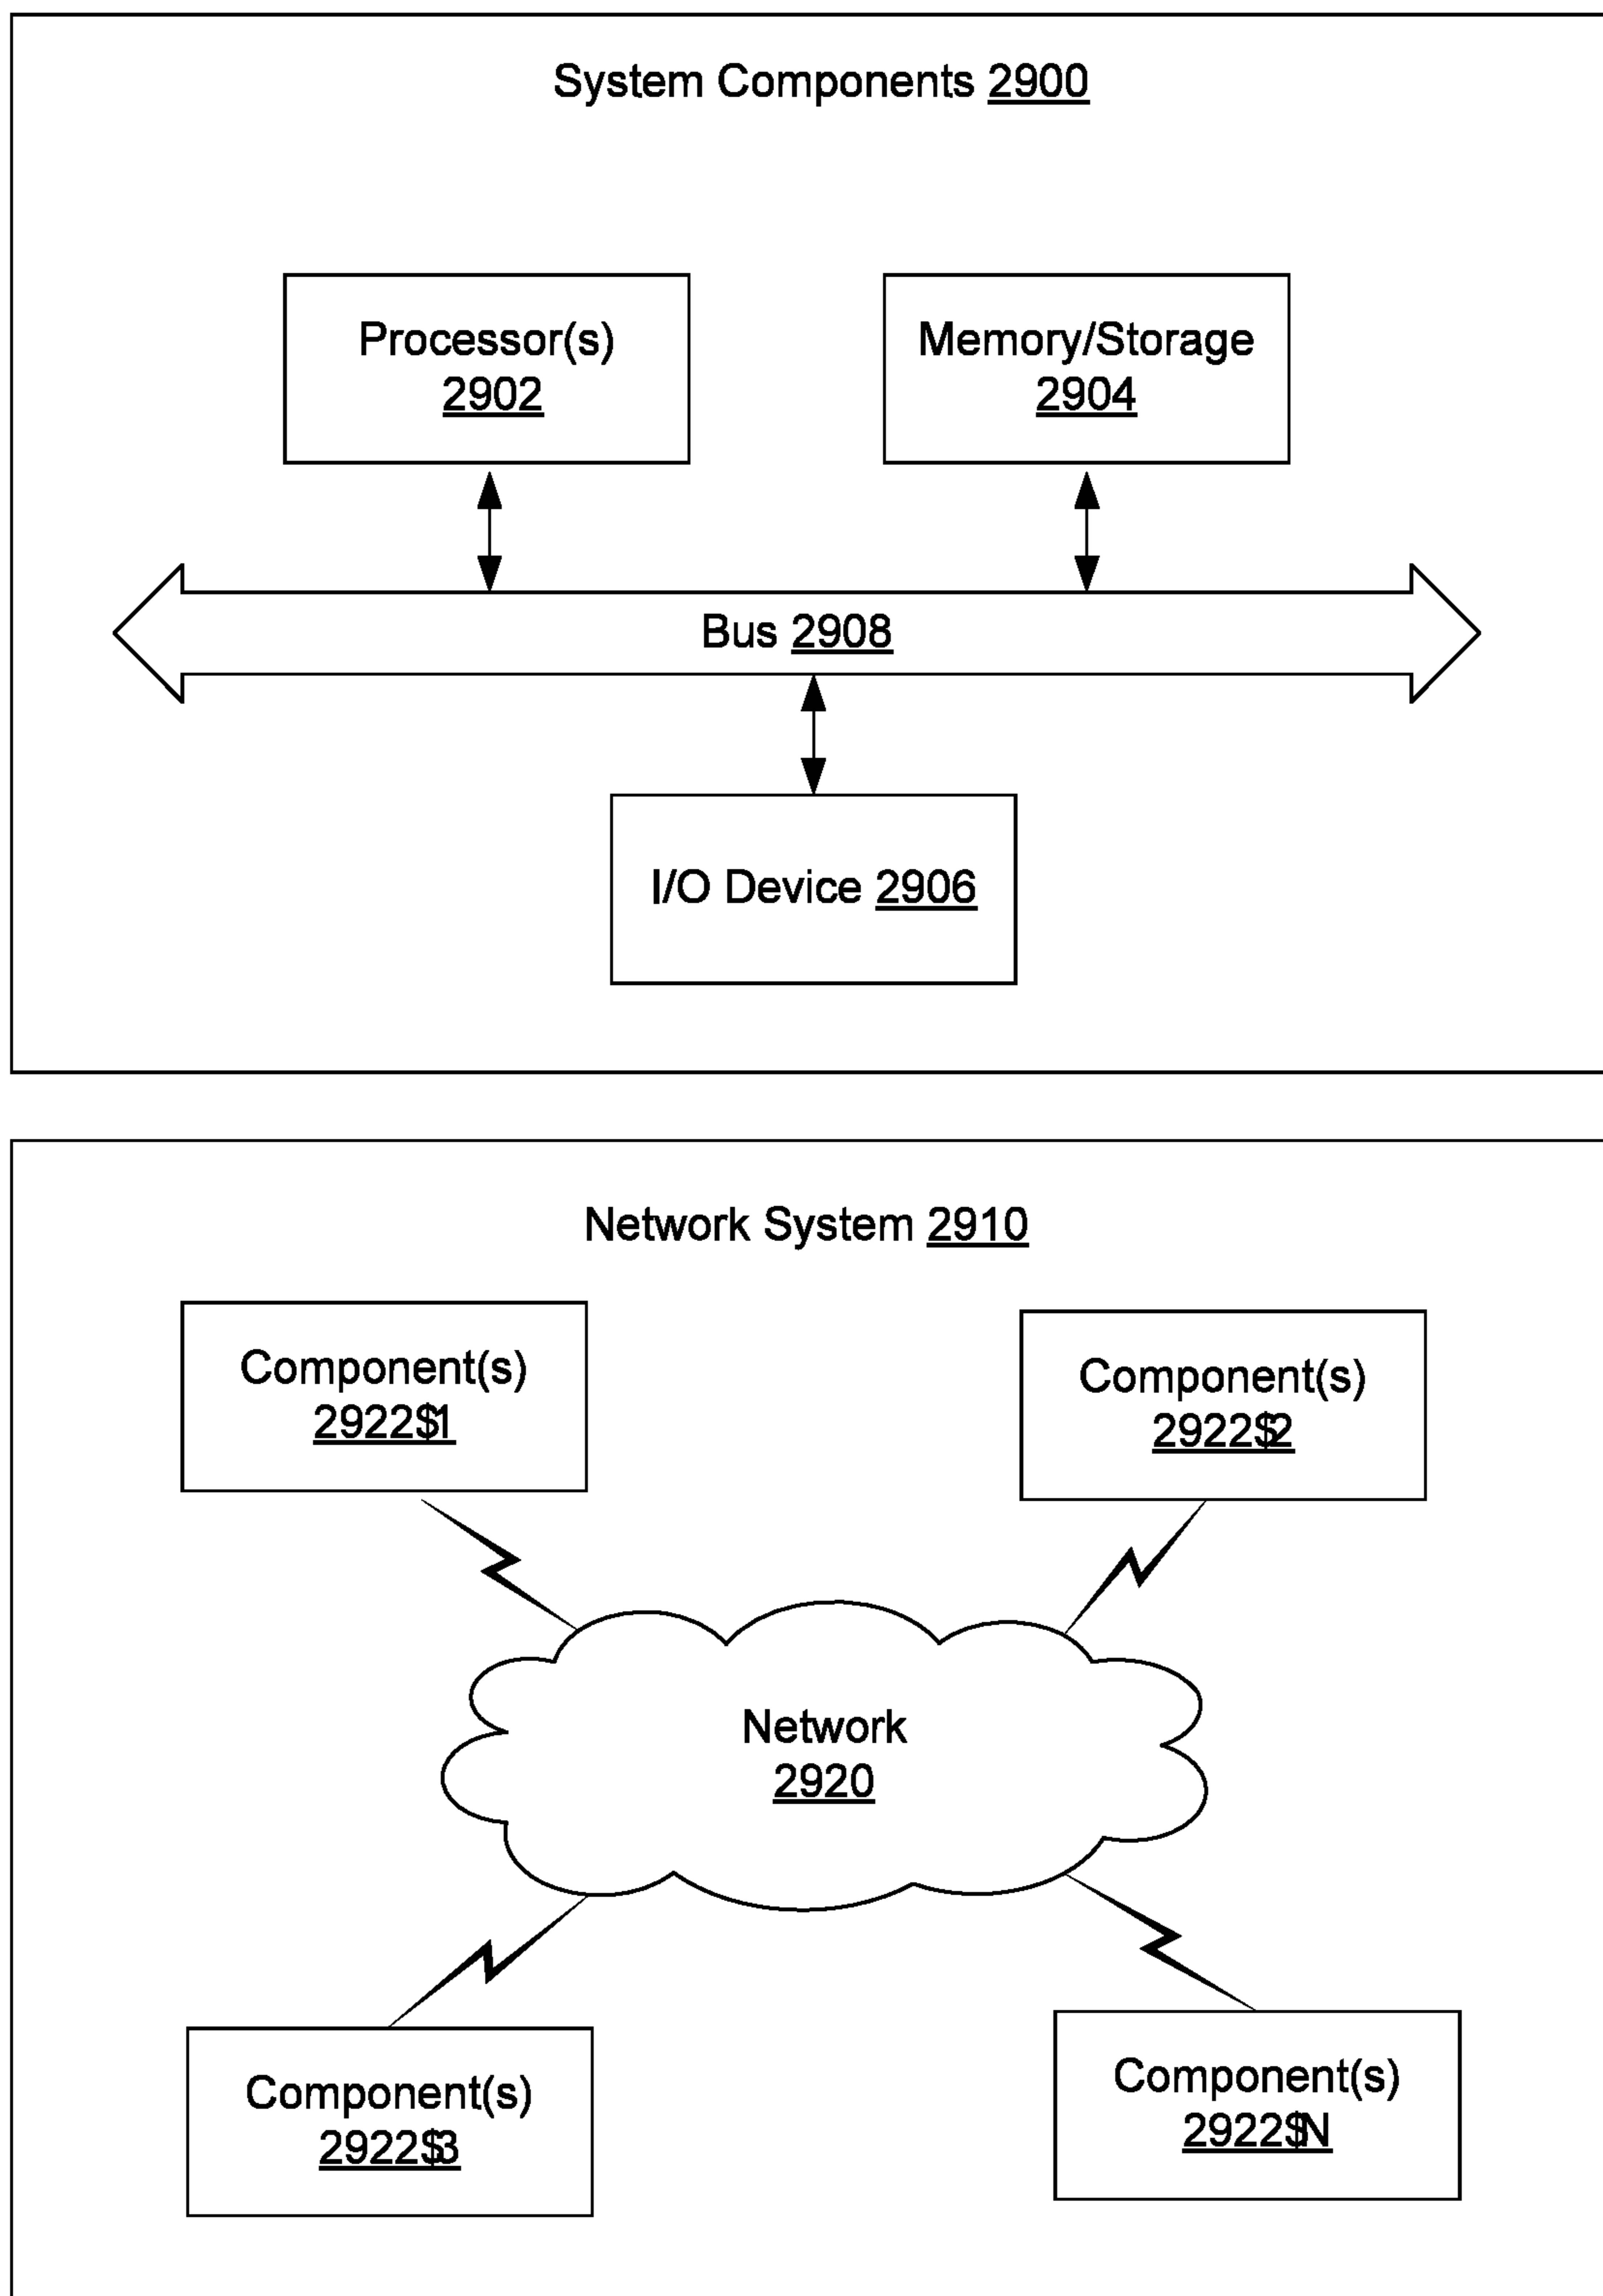 System Components 2900
Processor(s)
2902
Memory/Storage
2904
Bus 2908
I/O Device 2906
Network System 2910
Component(s)
2922$1
Component(s)
2922$2
Network
2920
Component(s)
2922$3
Component(s)
2922$N